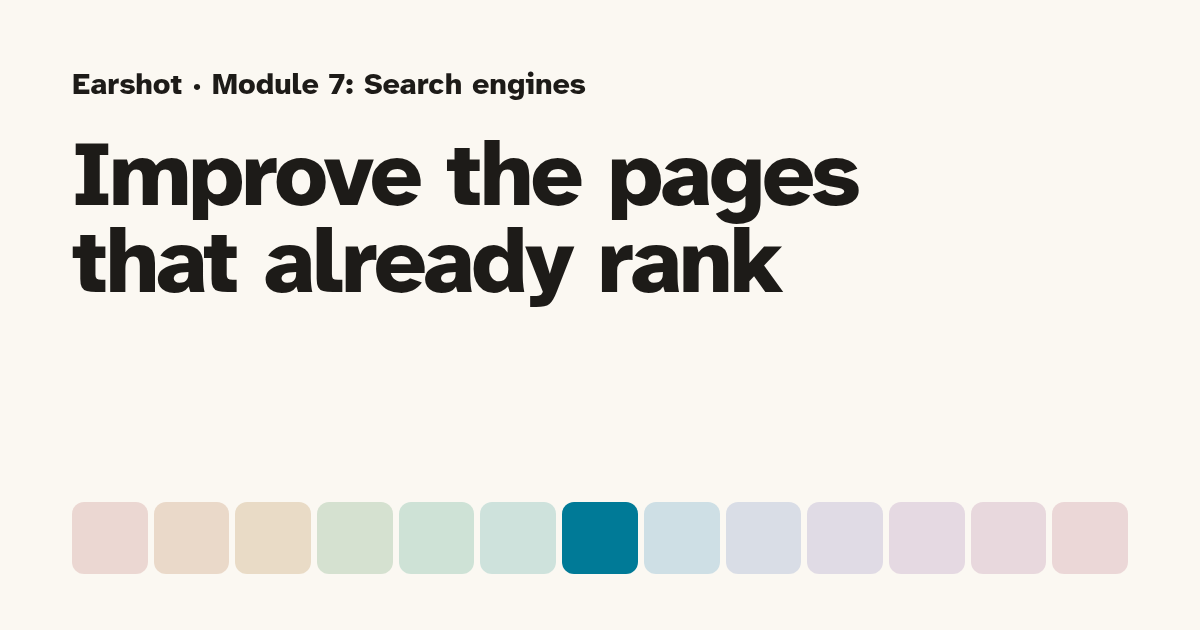 Earshot · Module 7: Search engines
Improve the pages
that already rank